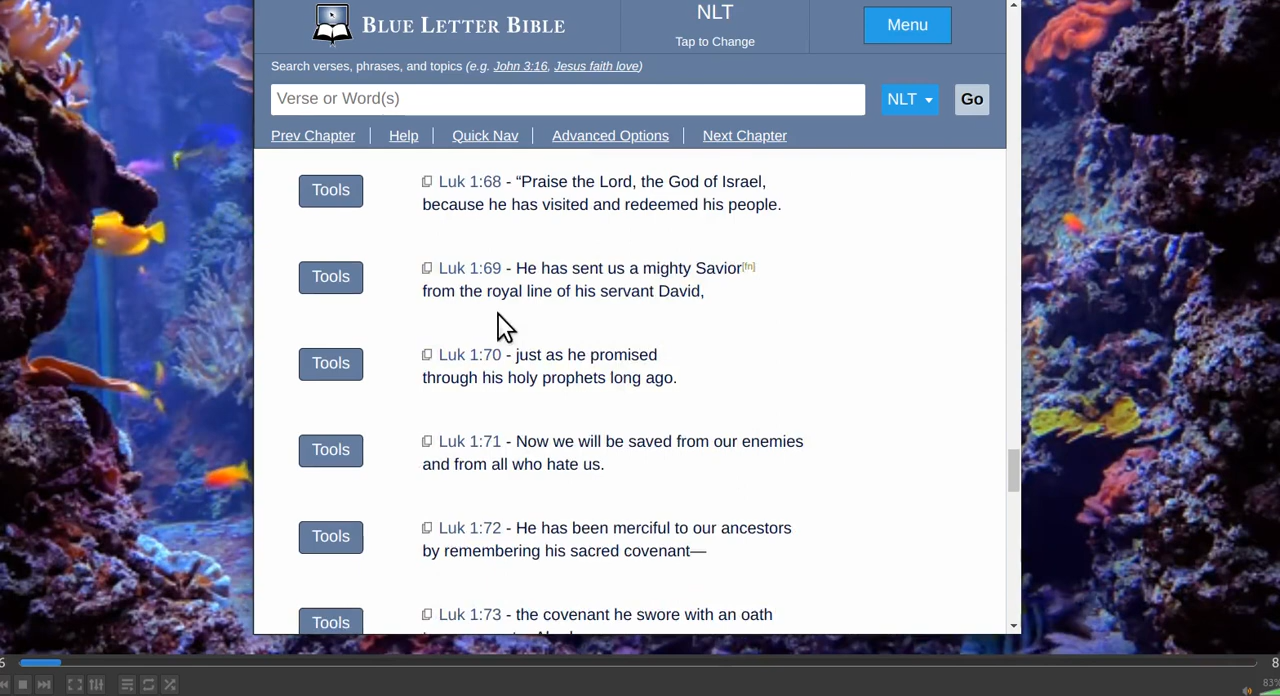 BLUE LETTER BIBLE
NLT
Tap to Change
Menu
Search verses, phrases, and topics (e.g. John 3:16, Jesus faith love)
Verse or Word(s)
NLT
Go
Prev Chapter
Help
Quick Nav
Advanced Options
Next Chapter
Tools
Luk 1:68 - “Praise the Lord, the God of Israel,
because he has visited and redeemed his people.
Tools
Luk 1:69 - He has sent us a mighty Savior[fn]
from the royal line of his servant David,
Tools
Luk 1:70 - just as he promised
through his holy prophets long ago.
Tools
Luk 1:71 - Now we will be saved from our enemies
and from all who hate us.
Tools
Luk 1:72 - He has been merciful to our ancestors
by remembering his sacred covenant—
Tools
Luk 1:73 - the covenant he swore with an oath
6
8
83%